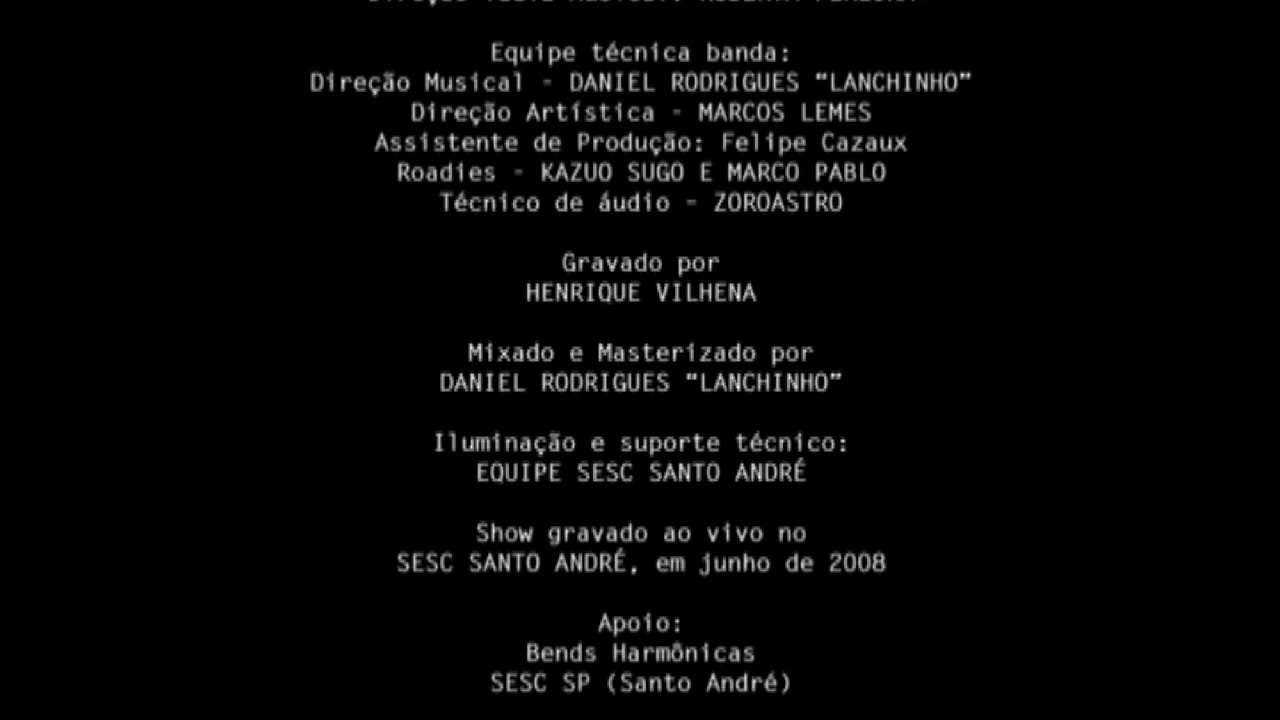 Equipe técnica banda:
Direção Musical - DANIEL RODRIGUES “LANCHINHO”
Direção Artística - MARCOS LEMES
Assistente de Produção: Felipe Cazaux
Roadies - KAZUO SUGO E MARCO PABLO
Técnico de áudio - ZOROASTRO
Gravado por
HENRIQUE VILHENA
Mixado e Masterizado por
DANIEL RODRIGUES “LANCHINHO”
Iluminação e suporte técnico:
EQUIPE SESC SANTO ANDRÉ
Show gravado ao vivo no
SESC SANTO ANDRÉ, em junho de 2008
Apoio:
Bends Harmônicas
SESC SP (Santo André)